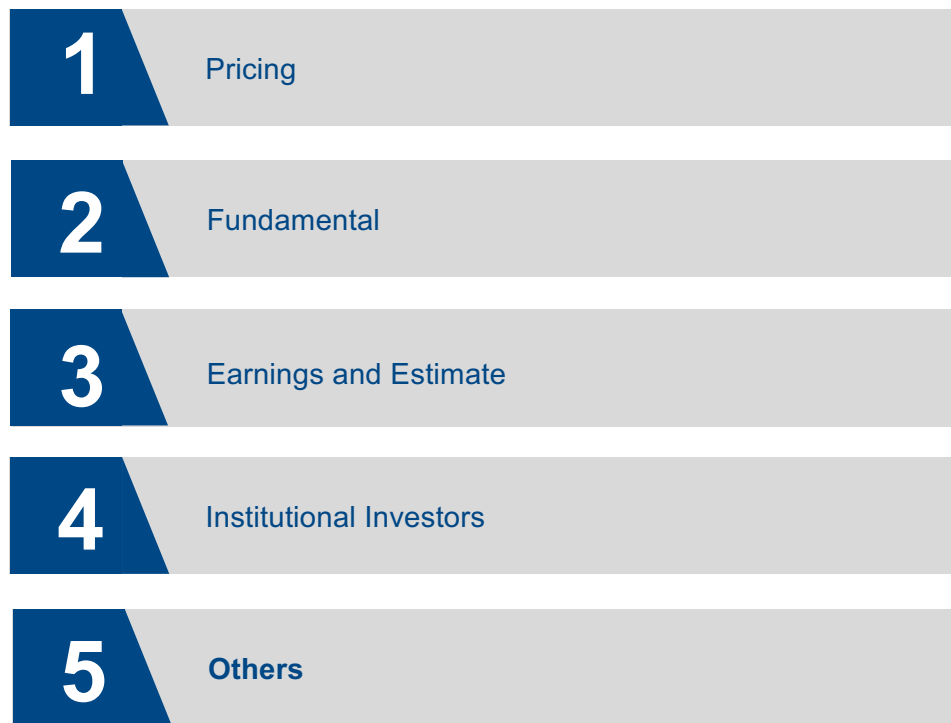 1 Pricing
2 Fundamental
3 Earnings and Estimate
4 Institutional Investors
5 Others